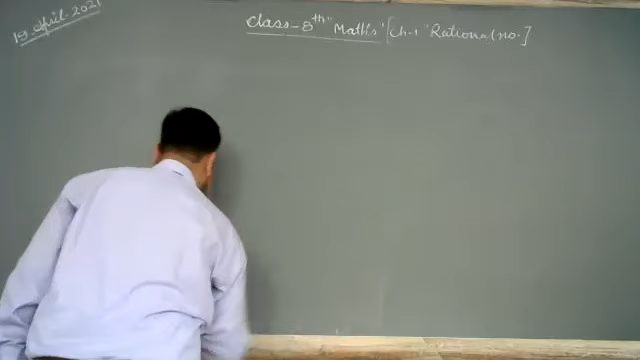 19. April. 2021
Class-8th "Maths" [Ch-1 "Rational no.]